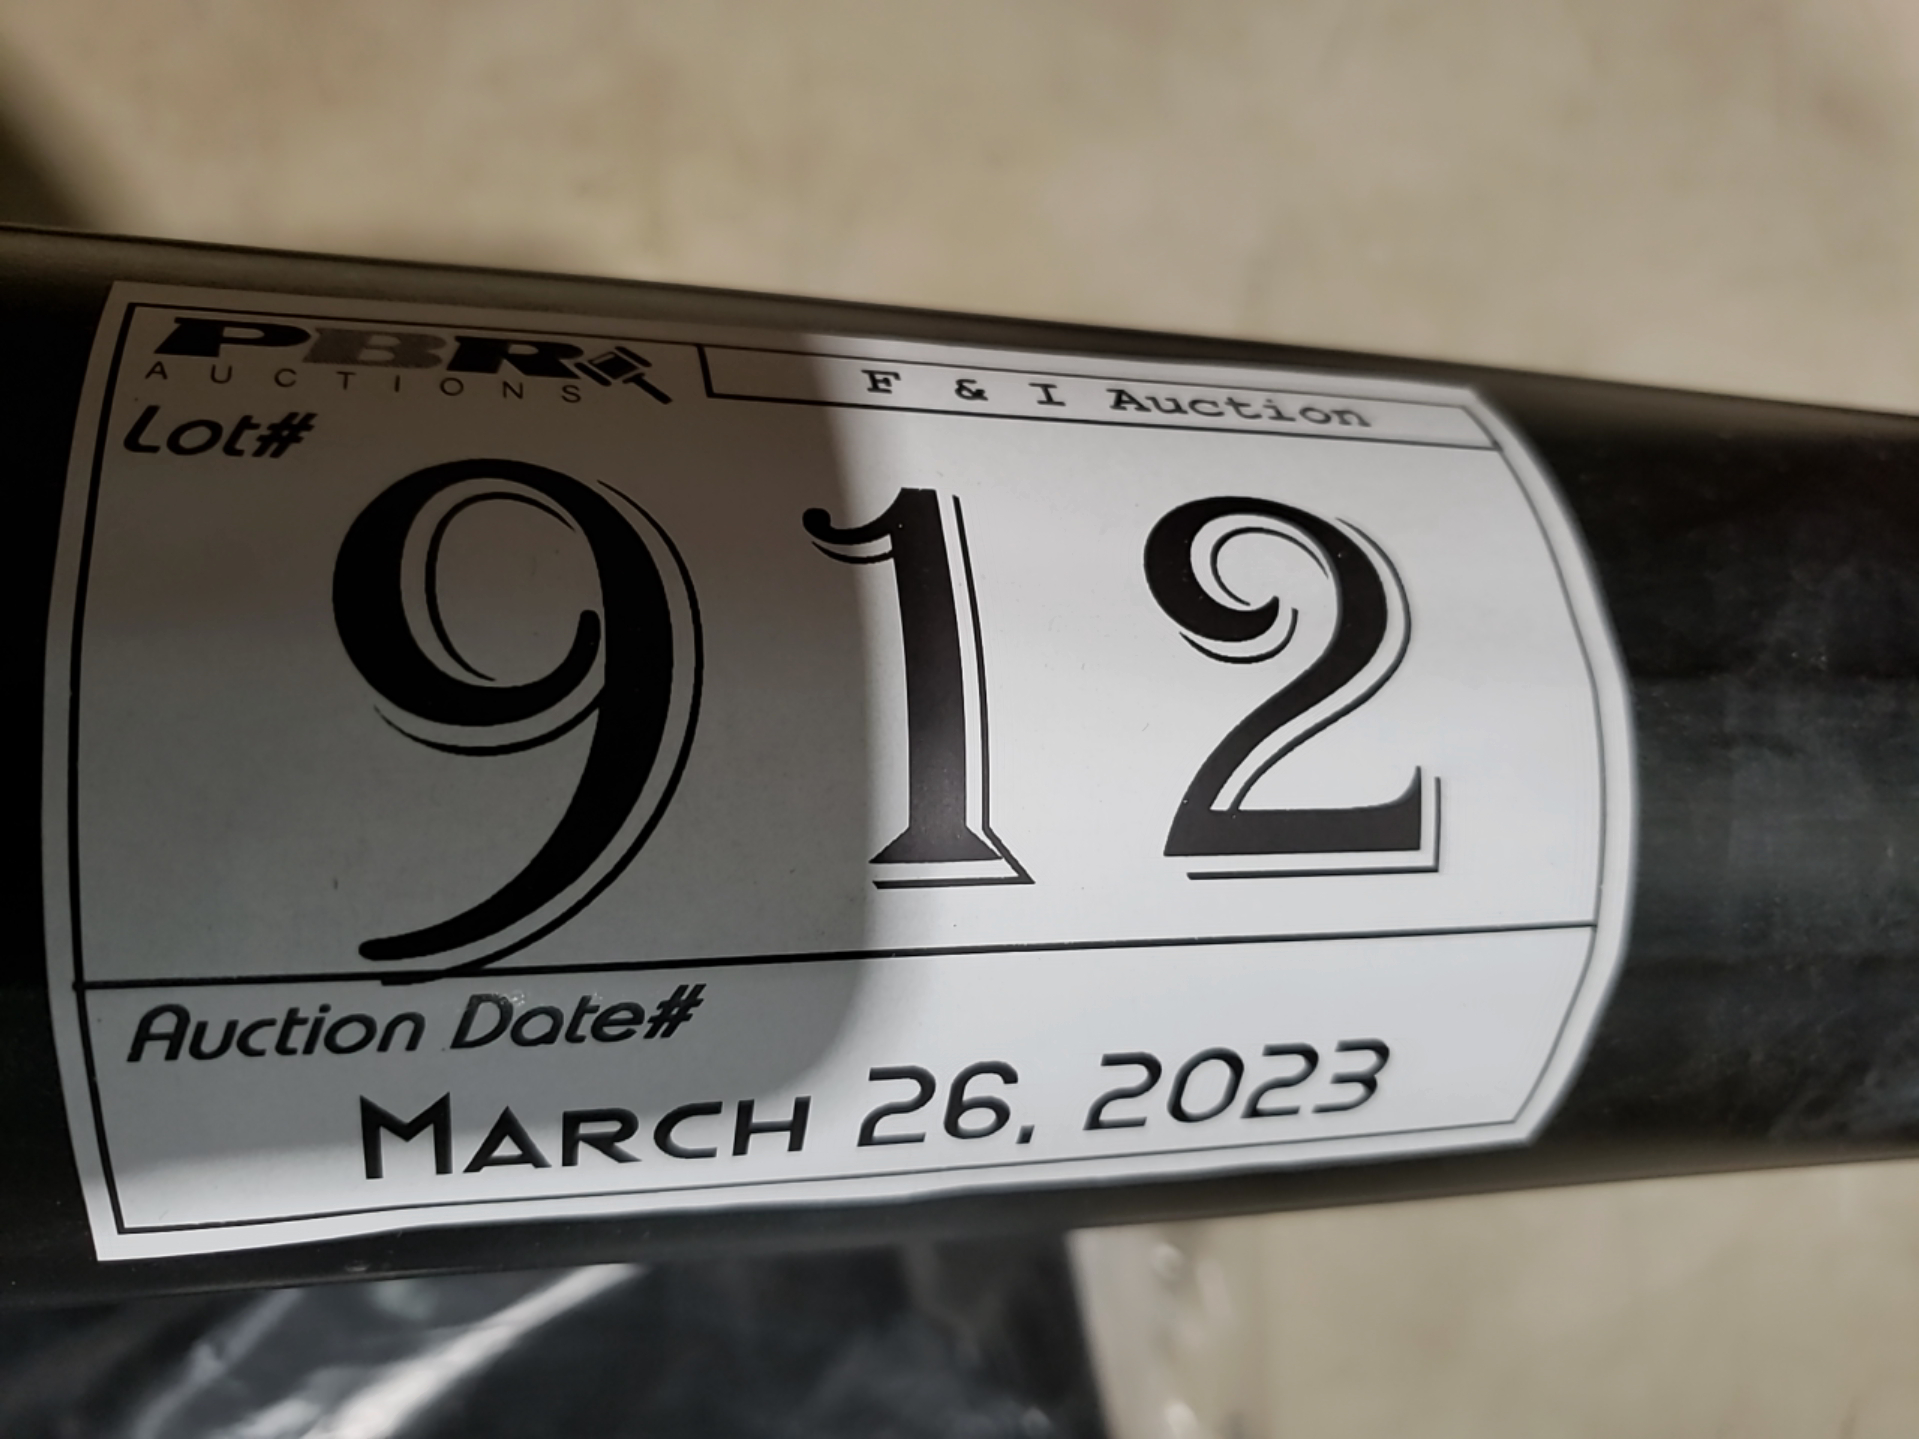 PBR
AUCTIONS
F & I Auction
Lot#
912
Auction Date#
MARCH 26, 2023